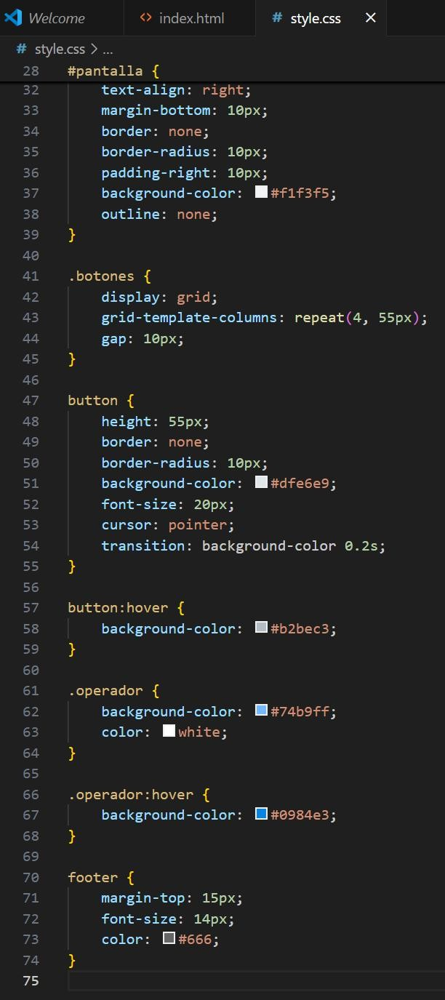 Welcome <> index.html # style.css ×
# style.css > ...
28 #pantalla {
32     text-align: right;
33     margin-bottom: 10px;
34     border: none;
35     border-radius: 10px;
36     padding-right: 10px;
37     background-color: #f1f3f5;
38     outline: none;
39 }
40
41 .botones {
42     display: grid;
43     grid-template-columns: repeat(4, 55px);
44     gap: 10px;
45 }
46
47 button {
48     height: 55px;
49     border: none;
50     border-radius: 10px;
51     background-color: #dfe6e9;
52     font-size: 20px;
53     cursor: pointer;
54     transition: background-color 0.2s;
55 }
56
57 button:hover {
58     background-color: #b2bec3;
59 }
60
61 .operador {
62     background-color: #74b9ff;
63     color: white;
64 }
65
66 .operador:hover {
67     background-color: #0984e3;
68 }
69
70 footer {
71     margin-top: 15px;
72     font-size: 14px;
73     color: #666;
74 }
75